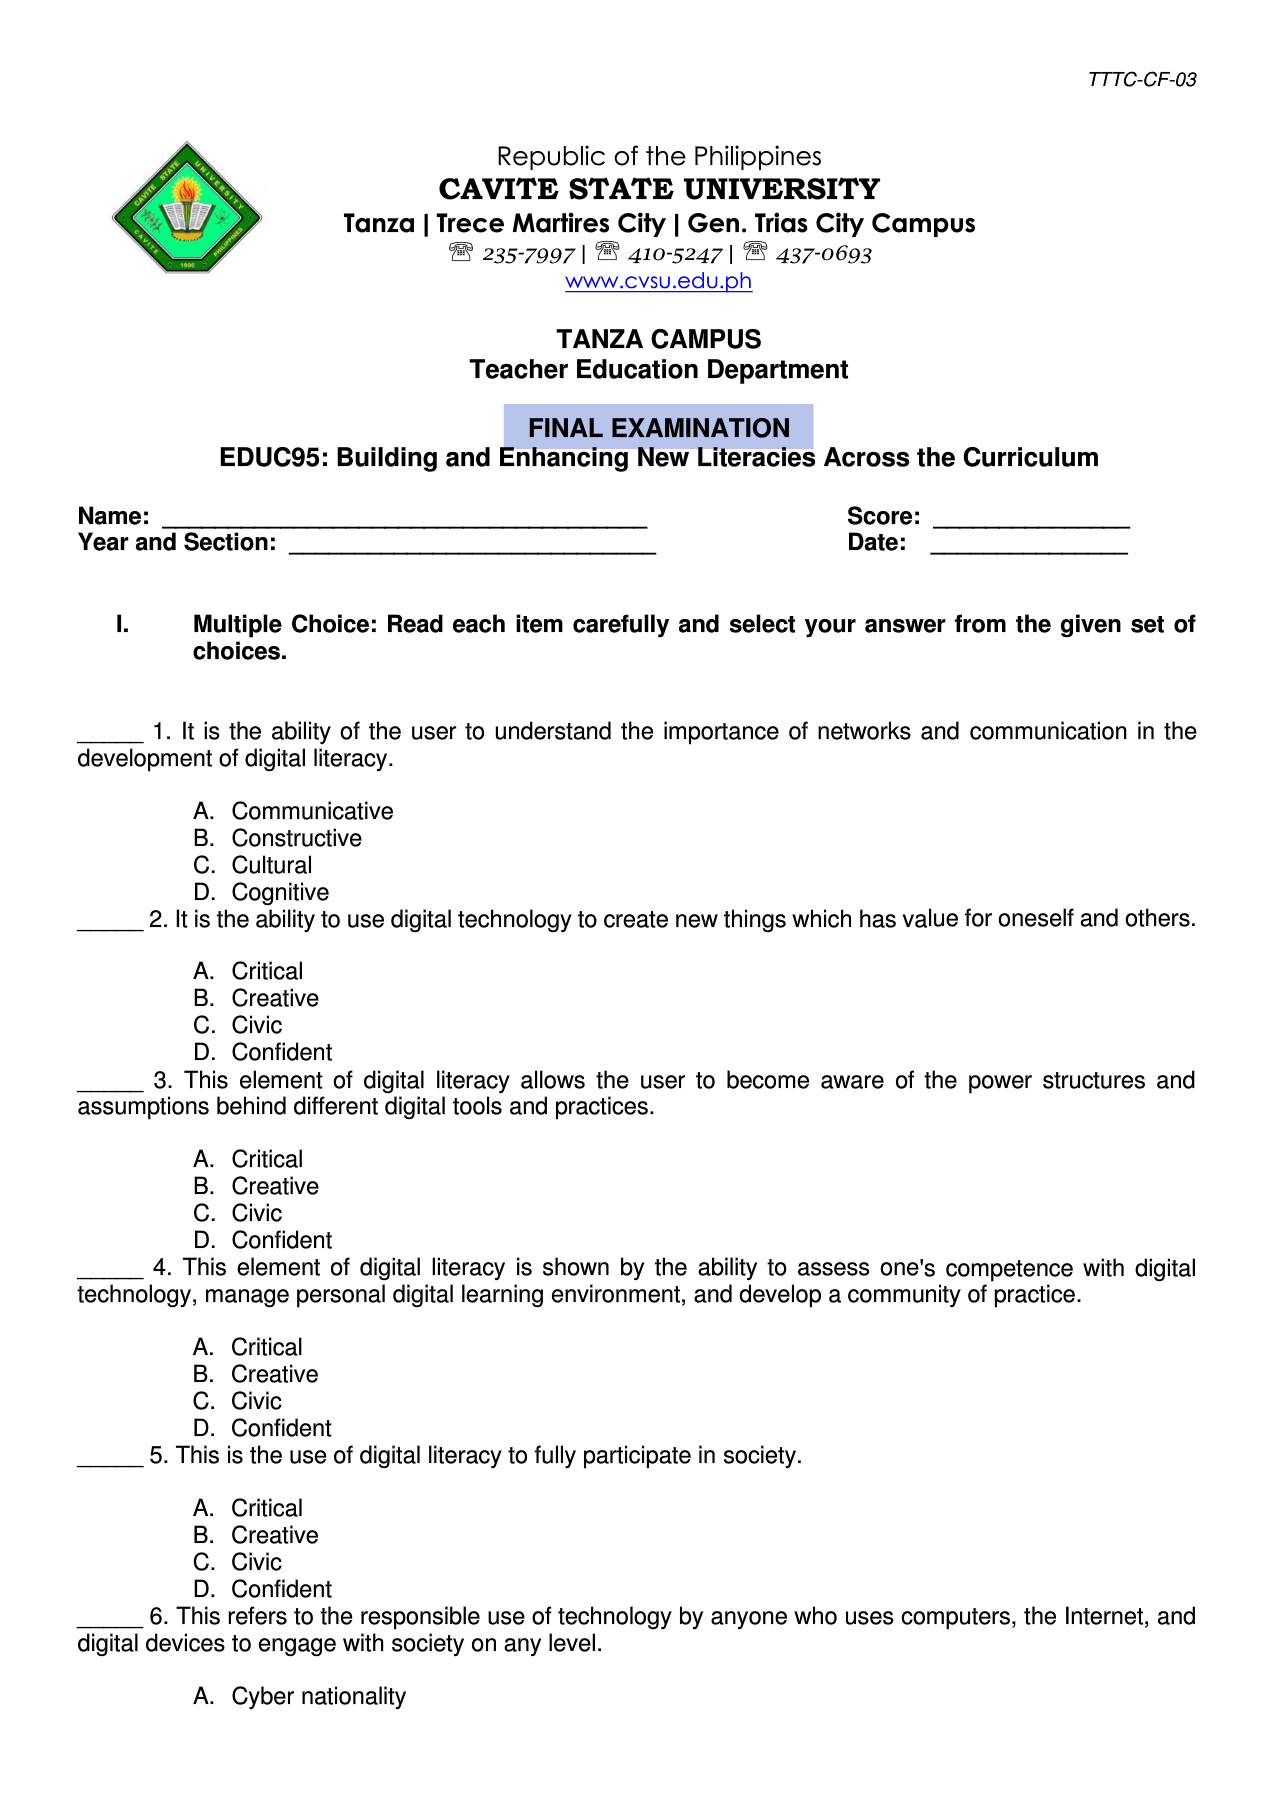 TTTC-CF-03
Republic of the Philippines
CAVITE STATE UNIVERSITY
Tanza | Trece Martires City | Gen. Trias City Campus
☏ 235-7997 | ☏ 410-5247 | ☏ 437-0693
www.cvsu.edu.ph
CAVITE STATE UNIVERSITY
CAVITE PHILIPPINES
1906
TANZA CAMPUS
Teacher Education Department
FINAL EXAMINATION
EDUC95: Building and Enhancing New Literacies Across the Curriculum
Name: _____________________________________ Score: _______________
Year and Section: ____________________________ Date: _______________
I. Multiple Choice: Read each item carefully and select your answer from the given set of
choices.
_____ 1. It is the ability of the user to understand the importance of networks and communication in the
development of digital literacy.
A. Communicative
B. Constructive
C. Cultural
D. Cognitive
_____ 2. It is the ability to use digital technology to create new things which has value for oneself and others.
A. Critical
B. Creative
C. Civic
D. Confident
_____ 3. This element of digital literacy allows the user to become aware of the power structures and
assumptions behind different digital tools and practices.
A. Critical
B. Creative
C. Civic
D. Confident
_____ 4. This element of digital literacy is shown by the ability to assess one's competence with digital
technology, manage personal digital learning environment, and develop a community of practice.
A. Critical
B. Creative
C. Civic
D. Confident
_____ 5. This is the use of digital literacy to fully participate in society.
A. Critical
B. Creative
C. Civic
D. Confident
_____ 6. This refers to the responsible use of technology by anyone who uses computers, the Internet, and
digital devices to engage with society on any level.
A. Cyber nationality